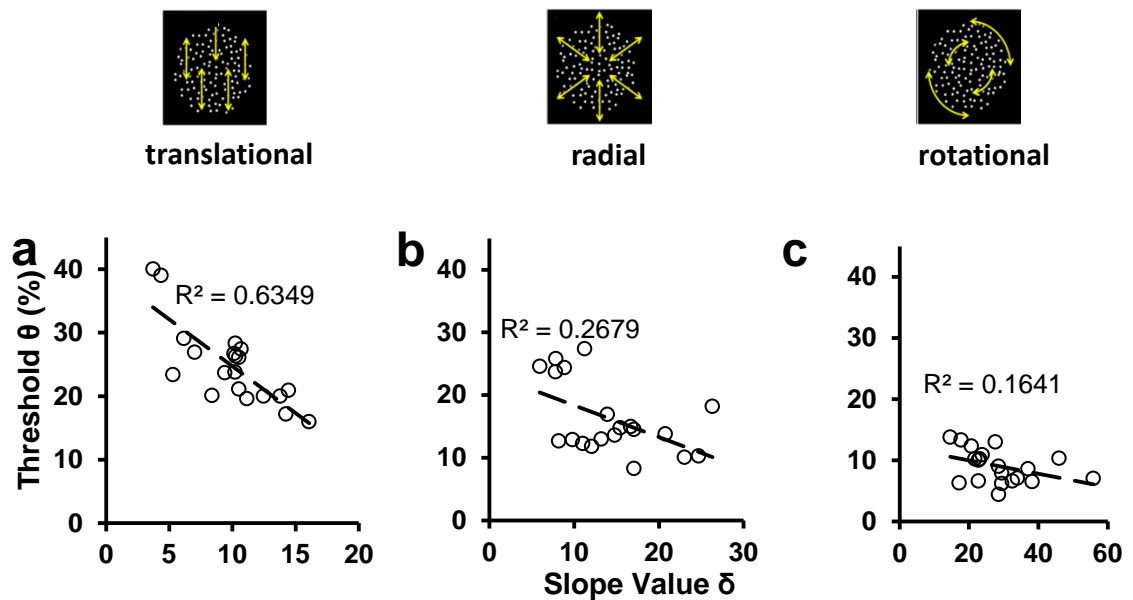 translational
radial
rotational
a
b
c
Threshold θ (%)
40
30
20
10
0
R² = 0.6349
0
5
10
15
20
40
30
20
10
0
R² = 0.2679
0
10
20
30
40
30
20
10
0
R² = 0.1641
0
20
40
60
Slope Value δ